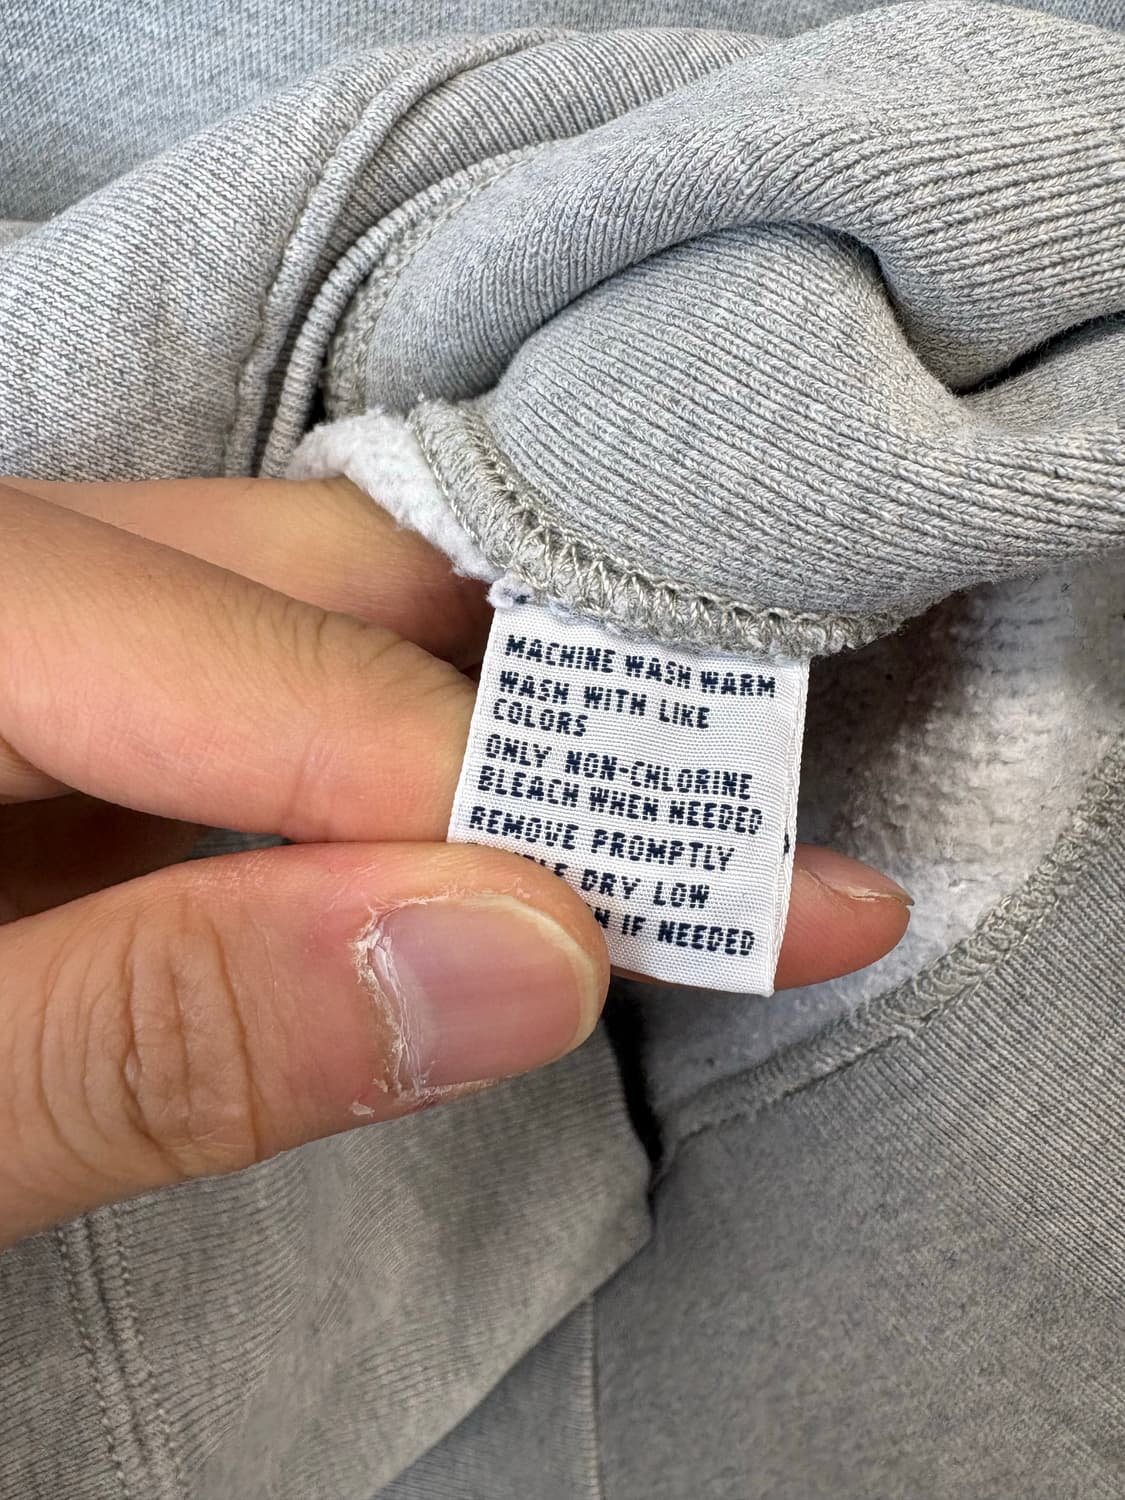 MACHINE WASH WARM
WASH WITH LIKE
COLORS
ONLY NON-CHLORINE
BLEACH WHEN NEEDED
REMOVE PROMPTLY
DRY LOW
IF NEEDED